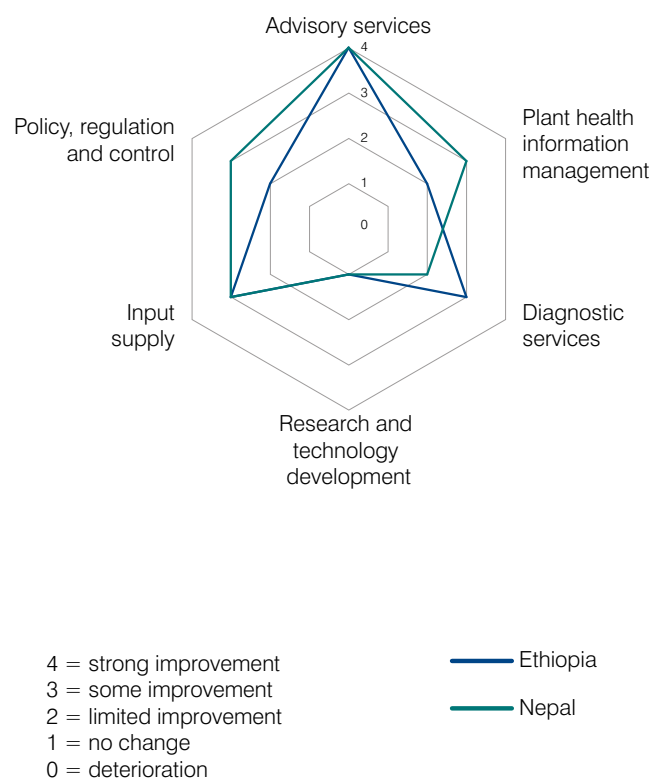 Advisory services
4
3
2
1
0
Policy, regulation
and control
Plant health
information
management
Input
supply
Diagnostic
services
Research and
technology
development
4 = strong improvement
3 = some improvement
2 = limited improvement
1 = no change
0 = deterioration
Ethiopia
Nepal